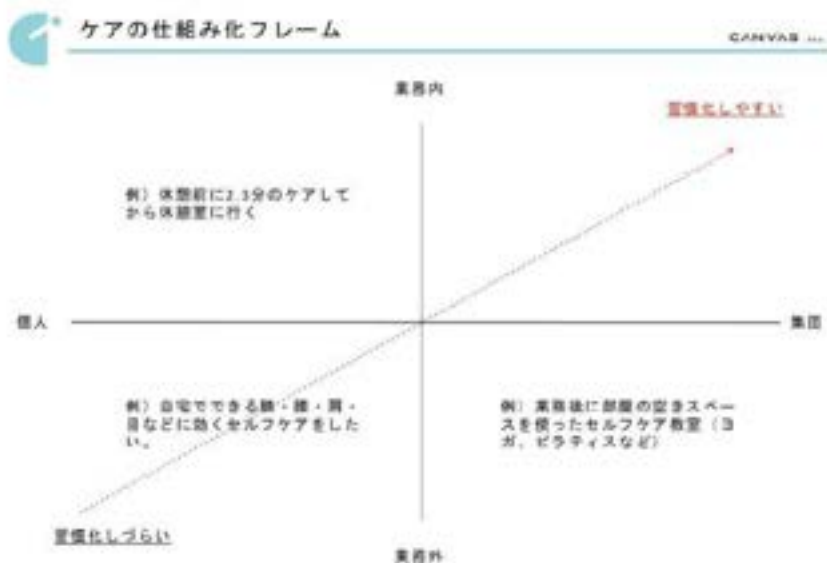 ケアの仕組み化フレーム
CANVAS
業務内
習慣化しやすい
例）休憩前に2,3分のケアして
から休憩室に行く
個人
集団
例）自宅でできる腰・膝・肩・
目などに効くセルフケアをした
い。
例）業務後に部屋の空きスペー
スを使ったセルフケア教室（ヨ
ガ、ピラティスなど）
習慣化しづらい
業務外